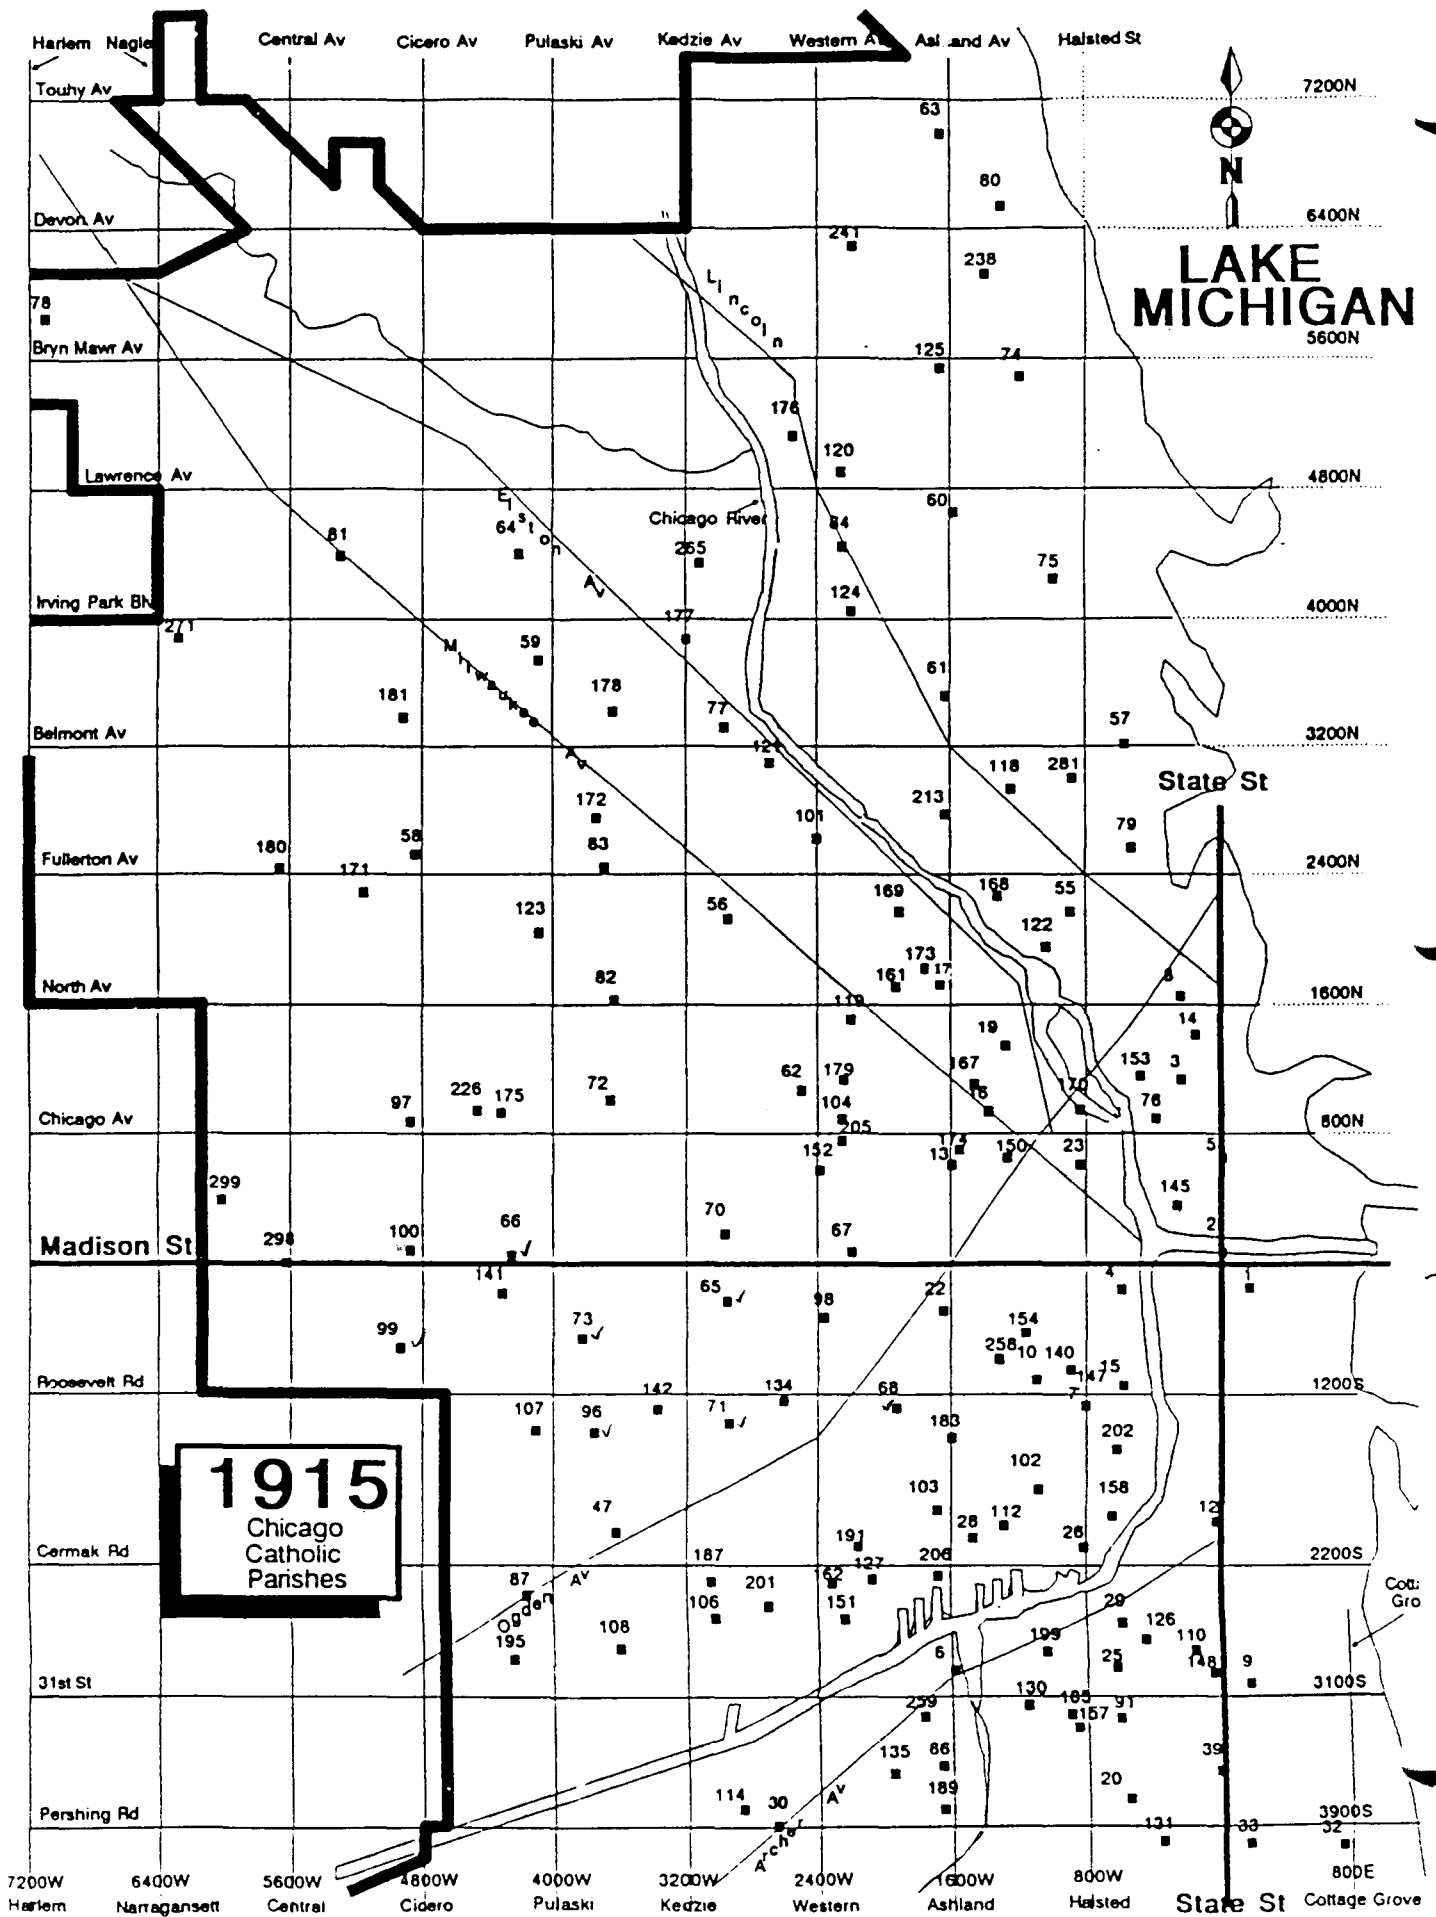 Harlem Nagle Central Av Cicero Av Pulaski Av Kedzie Av Western Av Ashland Av Halsted St
Touhy Av 7200N
63
N
80
Devon Av 6400N
241
238
LAKE
MICHIGAN
Lincoln
78
Bryn Mawr Av 5600N
125 74
176
120
Lawrence Av 4800N
Elston Av
60
Chicago River
64
81
265
75
Irving Park Blv 4000N
124
271
177
59
Milwaukee Av
61
181 178
77 57
Belmont Av 3200N
121
118 281
State St
172 213
101
79
58
180 83
Fullerton Av 2400N
171
169 168 55
123 56
122
173 17
161
82 8
North Av 1600N
119
14
19
62 179 167 153 3
226 175 72 16 170
97 104 76
Chicago Av 800N
205
152 13 174 150 23 5
299 145
70
66 67 2
100
298
Madison St
141 65 22 4 1
98
73 154
99
258 10 140 15
147
Roosevelt Rd 1200S
142 134 68 7
107 96 71
183
202
1915
Chicago
Catholic
Parishes
102
103 158
47 112 12
28
191 26
Cermak Rd 2200S
187 127 206
87 162
201
Ogden Av
106 151
29
126
108 199 110
195 6 25 148 9
31st St 3100S
130 185 91
259 157
135 86 39
114 30 189 20
Archer Av
Pershing Rd 3900S
131 33 32
7200W 6400W 5600W 4800W 4000W 3200W 2400W 1600W 800W 800E
Harlem Narragansett Central Cicero Pulaski Kedzie Western Ashland Halsted State St Cottage Grove